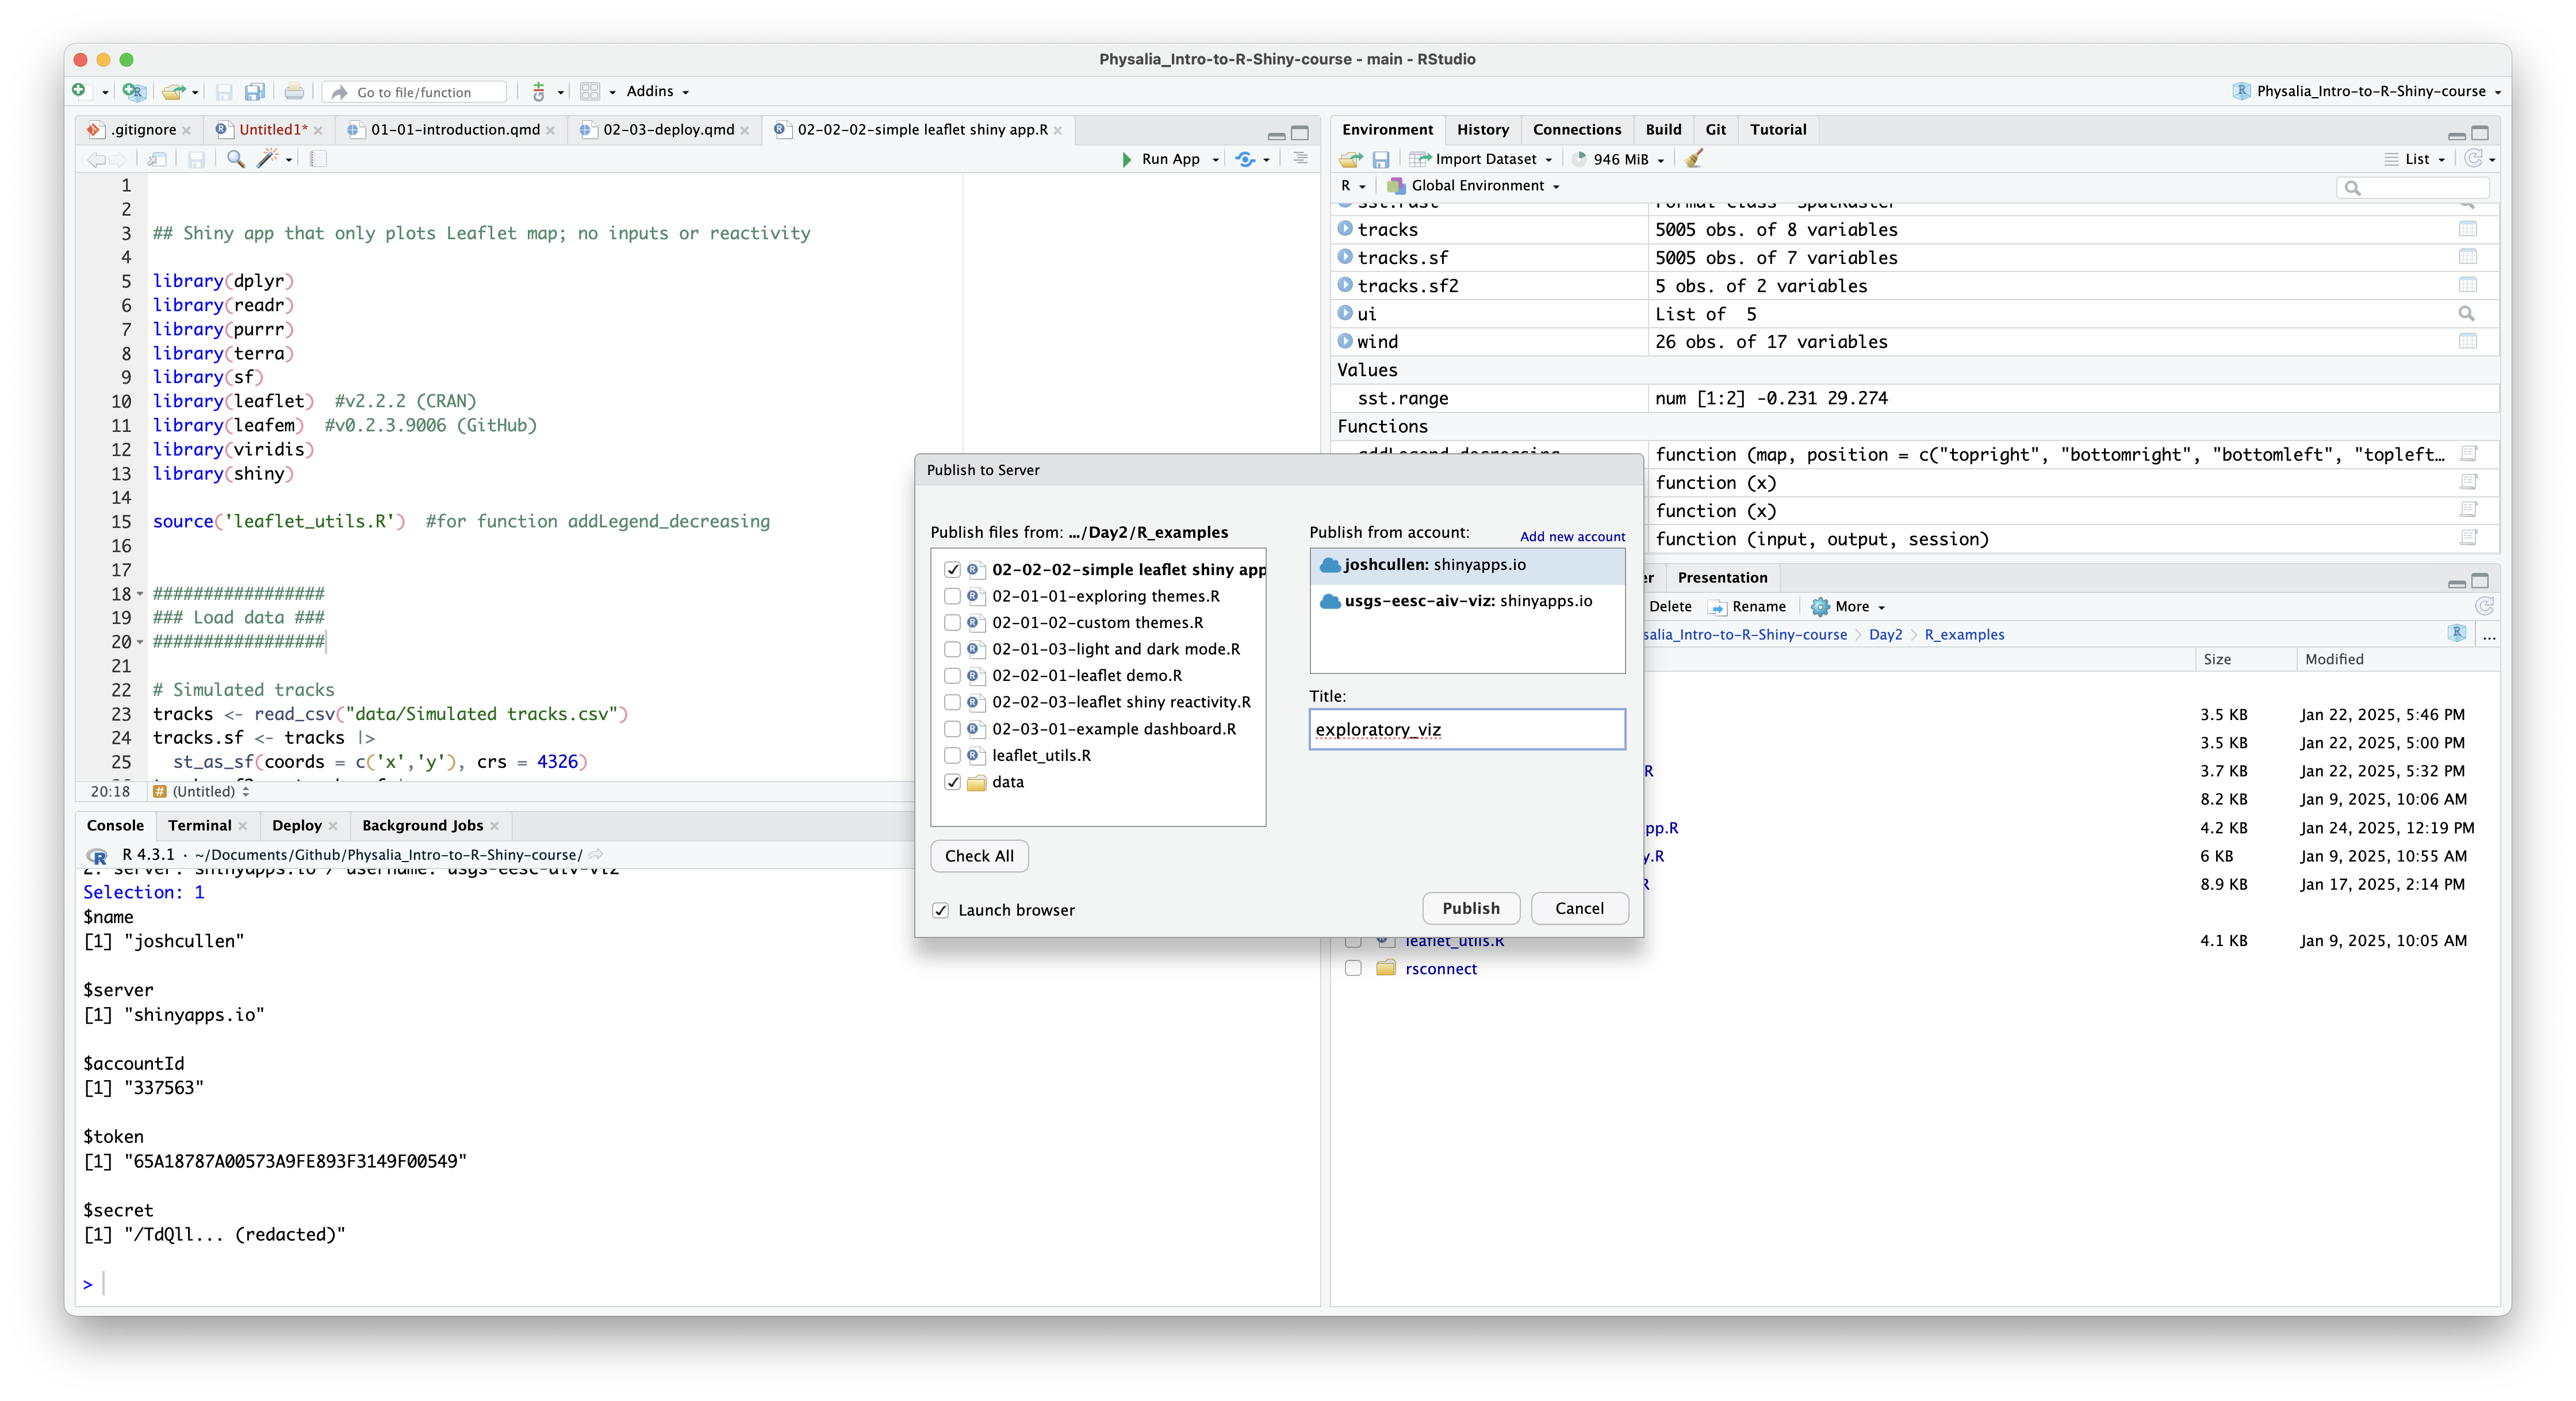 Physalia_Intro-to-R-Shiny-course - main - RStudio
Go to file/function
Addins
Physalia_Intro-to-R-Shiny-course
.gitignore
Untitled1*
01-01-introduction.qmd
02-03-deploy.qmd
02-02-02-simple leaflet shiny app.R
Run App
1
2
3 ## Shiny app that only plots Leaflet map; no inputs or reactivity
4
5 library(dplyr)
6 library(readr)
7 library(purrr)
8 library(terra)
9 library(sf)
10 library(leaflet)  #v2.2.2 (CRAN)
11 library(leafem)  #v0.2.3.9006 (GitHub)
12 library(viridis)
13 library(shiny)
14
15 source('leaflet_utils.R')  #for function addLegend_decreasing
16
17
18 #################
19 ### Load data ###
20 #################
21
22 # Simulated tracks
23 tracks <- read_csv("data/Simulated tracks.csv")
24 tracks.sf <- tracks |>
25   st_as_sf(coords = c('x','y'), crs = 4326)
20:18 # (Untitled)
Console
Terminal
Deploy
Background Jobs
R 4.3.1 · ~/Documents/Github/Physalia_Intro-to-R-Shiny-course/
2: server: shinyapps.io / username: usgs-eesc-aiv-viz
Selection: 1
$name
[1] "joshcullen"
$server
[1] "shinyapps.io"
$accountId
[1] "337563"
$token
[1] "65A18787A00573A9FE893F3149F00549"
$secret
[1] "/TdQll... (redacted)"
>
Environment
History
Connections
Build
Git
Tutorial
Import Dataset
946 MiB
List
R
Global Environment
sst.rast Formal class SpatRaster
tracks 5005 obs. of 8 variables
tracks.sf 5005 obs. of 7 variables
tracks.sf2 5 obs. of 2 variables
ui List of  5
wind 26 obs. of 17 variables
Values
sst.range num [1:2] -0.231 29.274
Functions
addLegend_decreasing function (map, position = c("topright", "bottomright", "bottomleft", "topleft…
function (x)
function (x)
function (input, output, session)
Publish to Server
Publish files from: .../Day2/R_examples
02-02-02-simple leaflet shiny app
02-01-01-exploring themes.R
02-01-02-custom themes.R
02-01-03-light and dark mode.R
02-02-01-leaflet demo.R
02-02-03-leaflet shiny reactivity.R
02-03-01-example dashboard.R
leaflet_utils.R
data
Check All
Launch browser
Publish from account:
Add new account
joshcullen: shinyapps.io
usgs-eesc-aiv-viz: shinyapps.io
Title:
exploratory_viz
Publish
Cancel
er
Presentation
Delete
Rename
More
salia_Intro-to-R-Shiny-course
Day2
R_examples
...
Size
Modified
3.5 KB Jan 22, 2025, 5:46 PM
3.5 KB Jan 22, 2025, 5:00 PM
R 3.7 KB Jan 22, 2025, 5:32 PM
8.2 KB Jan 9, 2025, 10:06 AM
pp.R 4.2 KB Jan 24, 2025, 12:19 PM
y.R 6 KB Jan 9, 2025, 10:55 AM
R 8.9 KB Jan 17, 2025, 2:14 PM
leaflet_utils.R 4.1 KB Jan 9, 2025, 10:05 AM
rsconnect